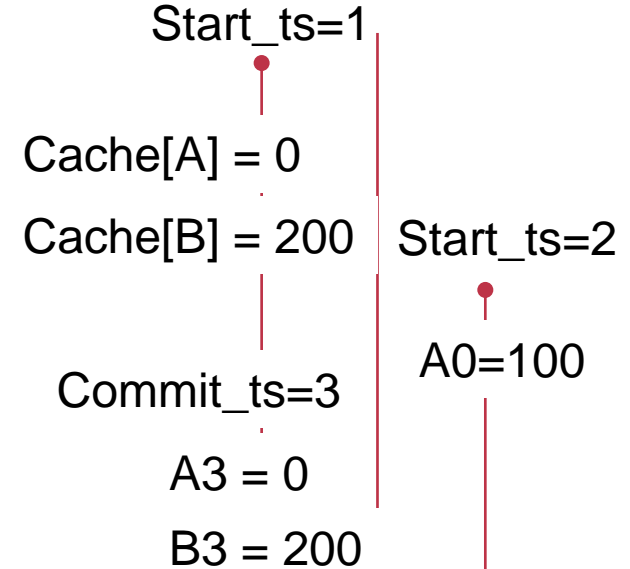 Start_ts=1
Cache[A] = 0
Cache[B] = 200
Commit_ts=3
A3 = 0
B3 = 200
Start_ts=2
A0=100